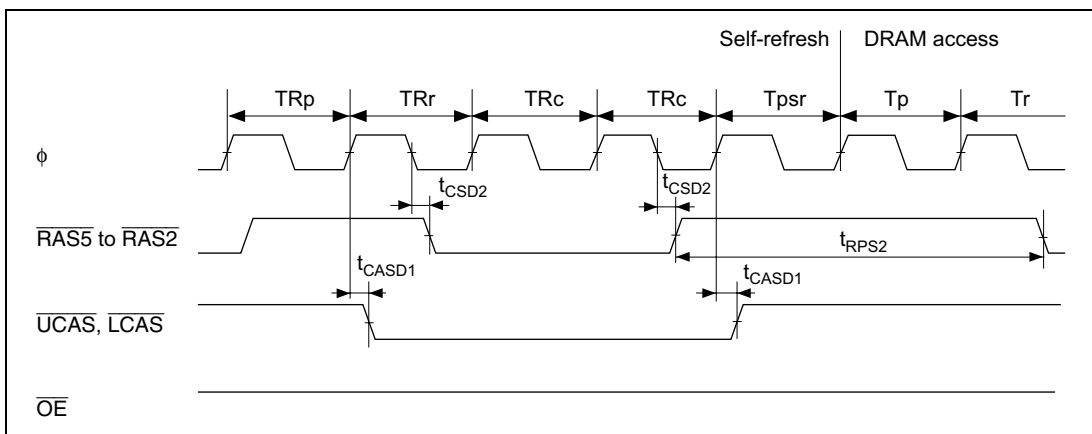 Self-refresh DRAM access
TRp TRr TRc TRc Tpsr Tp Tr
ϕ
tCSD2 tCSD2
RAS5 to RAS2
tRPS2
tCASD1 tCASD1
UCAS, LCAS
OE